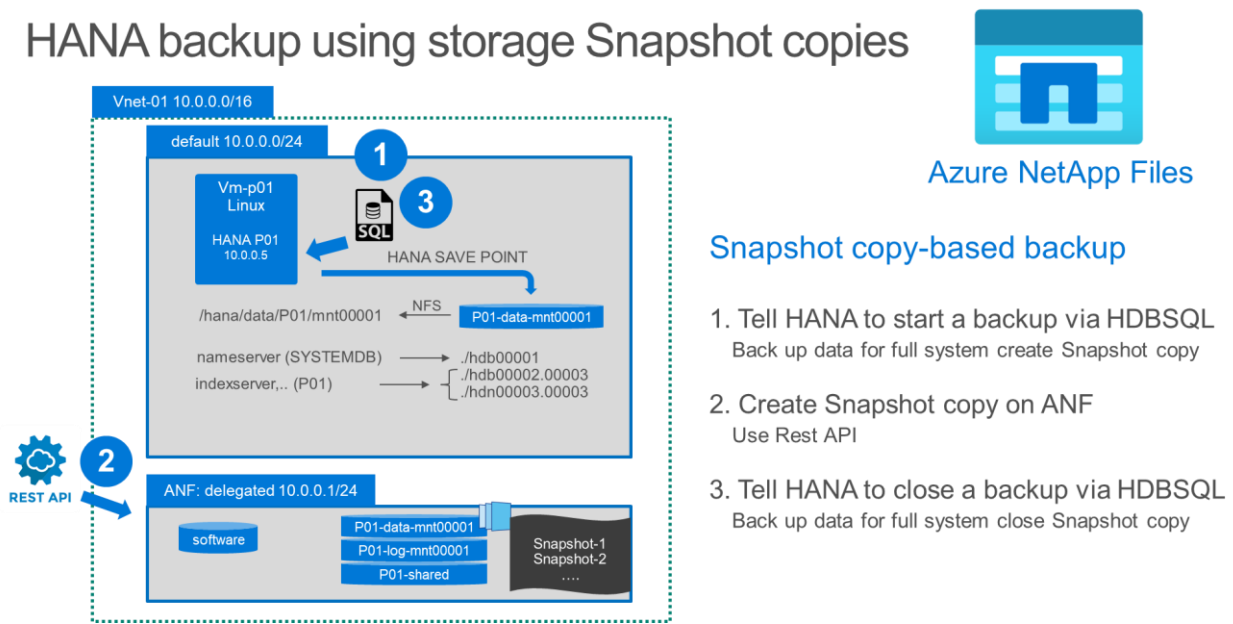 HANA backup using storage Snapshot copies
Azure NetApp Files
Vnet-01 10.0.0.0/16
default 10.0.0.0/24
1
Vm-p01
Linux
HANA P01
10.0.0.5
SQL
3
HANA SAVE POINT
/hana/data/P01/mnt00001
NFS
P01-data-mnt00001
nameserver (SYSTEMDB)
./hdb00001
indexserver,.. (P01)
./hdb00002.00003
./hdn00003.00003
REST API
2
ANF: delegated 10.0.0.1/24
software
P01-data-mnt00001
P01-log-mnt00001
P01-shared
Snapshot-1
Snapshot-2
....
Snapshot copy-based backup
1. Tell HANA to start a backup via HDBSQL
Back up data for full system create Snapshot copy
2. Create Snapshot copy on ANF
Use Rest API
3. Tell HANA to close a backup via HDBSQL
Back up data for full system close Snapshot copy